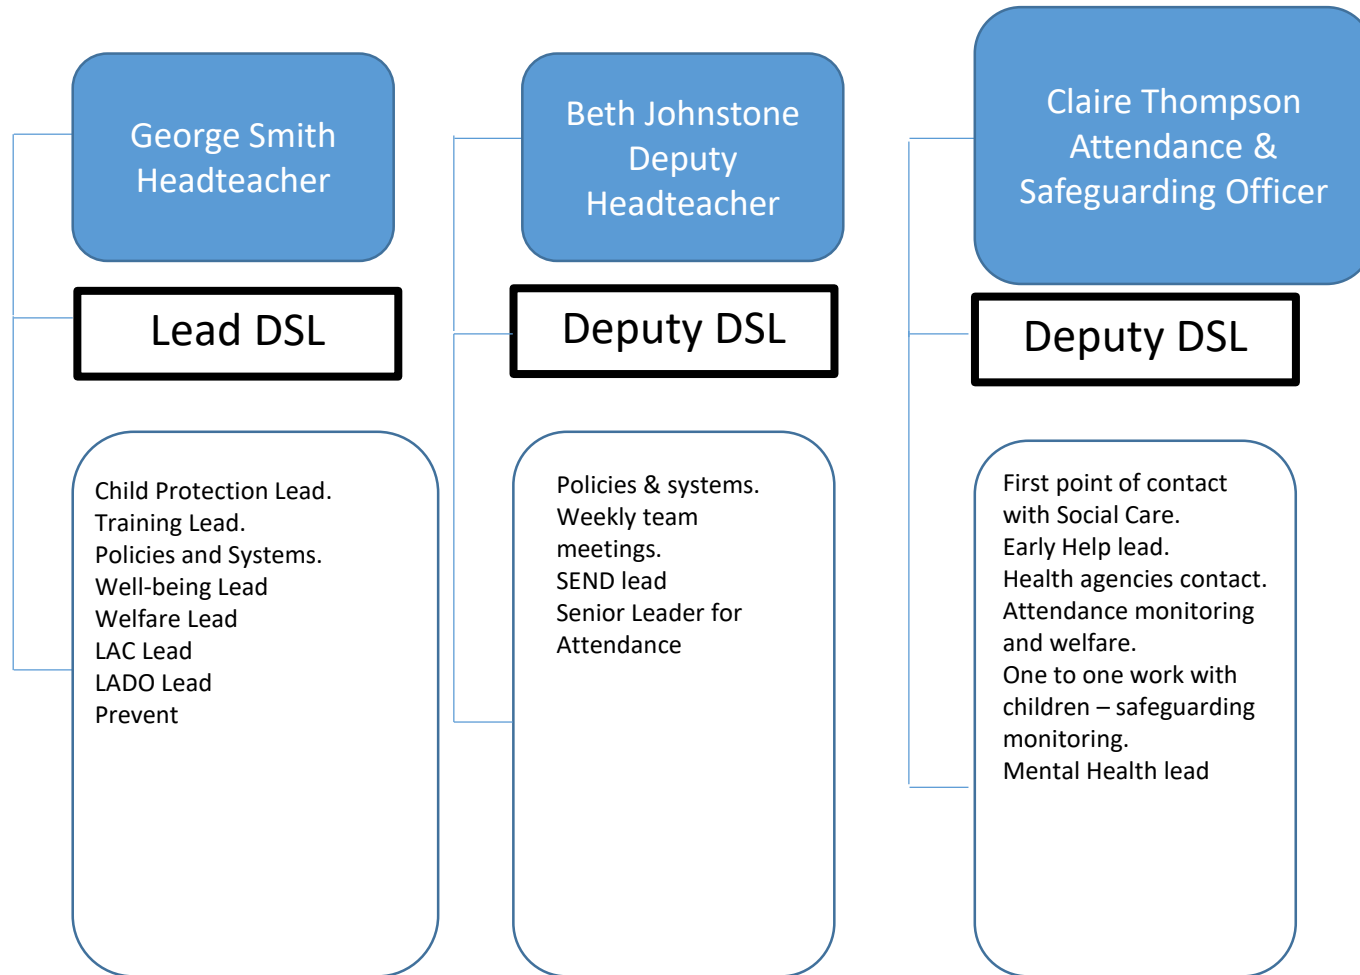 George Smith
Headteacher
Lead DSL
Child Protection Lead.
Training Lead.
Policies and Systems.
Well-being Lead
Welfare Lead
LAC Lead
LADO Lead
Prevent
Beth Johnstone
Deputy
Headteacher
Deputy DSL
Policies & systems.
Weekly team
meetings.
SEND lead
Senior Leader for
Attendance
Claire Thompson
Attendance &
Safeguarding Officer
Deputy DSL
First point of contact
with Social Care.
Early Help lead.
Health agencies contact.
Attendance monitoring
and welfare.
One to one work with
children – safeguarding
monitoring.
Mental Health lead